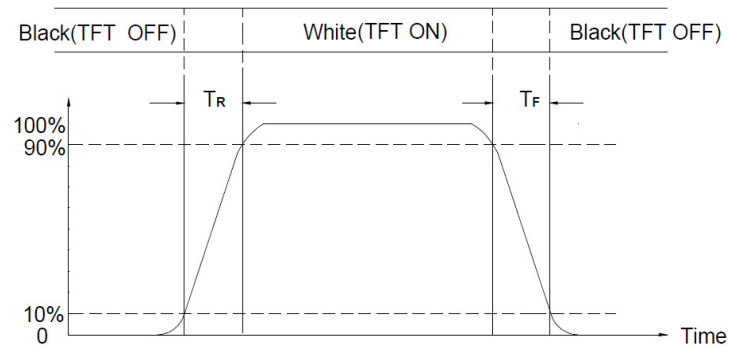 Black(TFT OFF) White(TFT ON) Black(TFT OFF)
TR TF
100%
90%
10%
0
Time